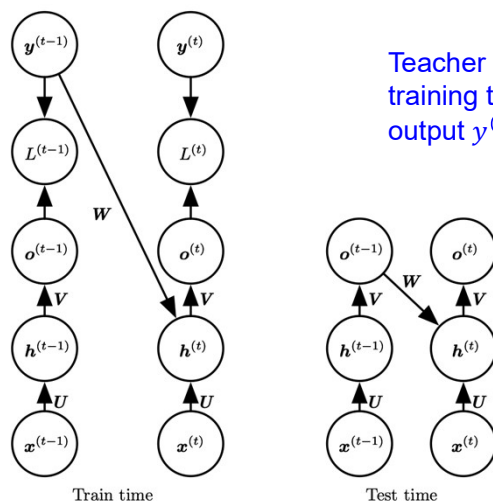 y^(t-1) y^(t)
Teacher
training t
output y^(
L^(t-1) L^(t)
W
o^(t-1) o^(t) o^(t-1) o^(t)
W
V V V V
h^(t-1) h^(t) h^(t-1) h^(t)
U U U U
x^(t-1) x^(t) x^(t-1) x^(t)
Train time Test time